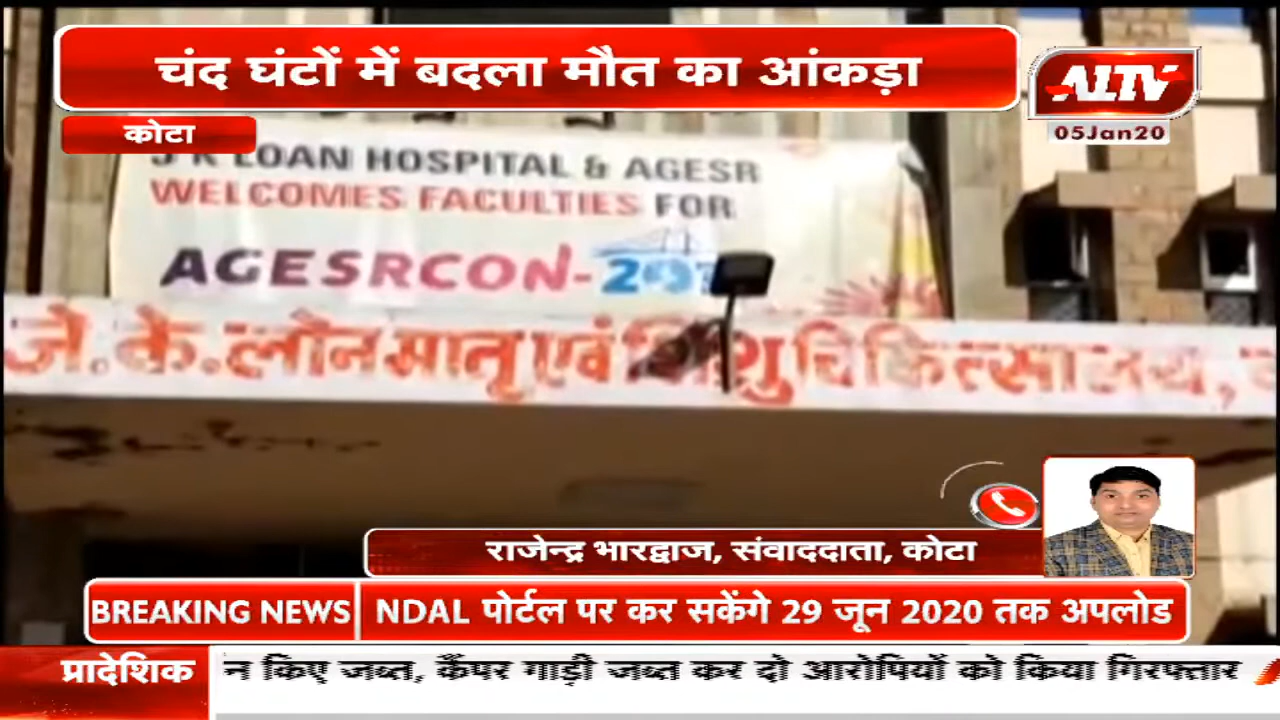 चंद घंटों में बदला मौत का आंकड़ा
ALTV
05Jan20
कोटा
J K LOAN HOSPITAL & AGESR
WELCOMES FACULTIES FOR
AGESRCON-
जे. के. लोन मातृ एवं शिशु चिकित्सालय,
राजेन्द्र भारद्वाज, संवाददाता, कोटा
BREAKING NEWS
NDAL पोर्टल पर कर सकेंगे 29 जून 2020 तक अपलोड
प्रादेशिक
न किए जब्त, कैंपर गाड़ी जब्त कर दो आरोपियों को किया गिरफ्तार